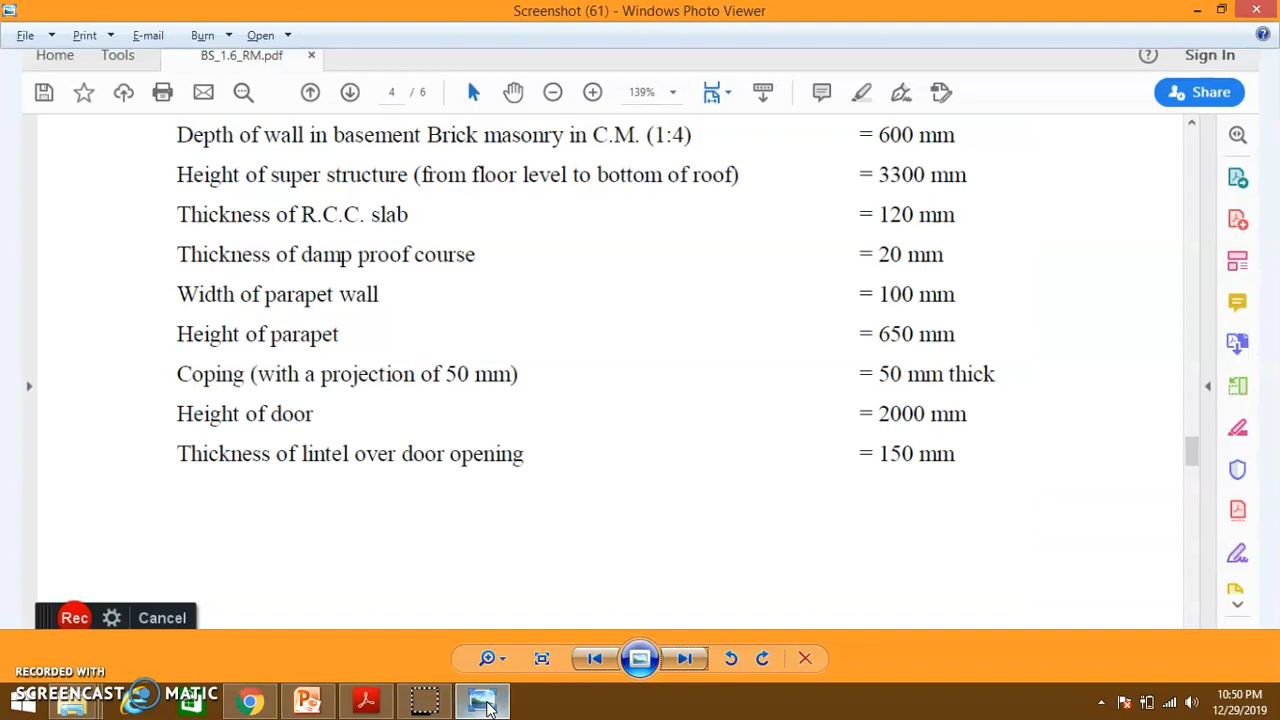 Screenshot (61) - Windows Photo Viewer
File Print E-mail Burn Open
Home Tools BS_1.6_RM.pdf × Sign In
4 / 6 139% Share
Depth of wall in basement Brick masonry in C.M. (1:4) = 600 mm
Height of super structure (from floor level to bottom of roof) = 3300 mm
Thickness of R.C.C. slab = 120 mm
Thickness of damp proof course = 20 mm
Width of parapet wall = 100 mm
Height of parapet = 650 mm
Coping (with a projection of 50 mm) = 50 mm thick
Height of door = 2000 mm
Thickness of lintel over door opening = 150 mm
Rec Cancel
RECORDED WITH
SCREENCAST MATIC
10:50 PM
12/29/2019